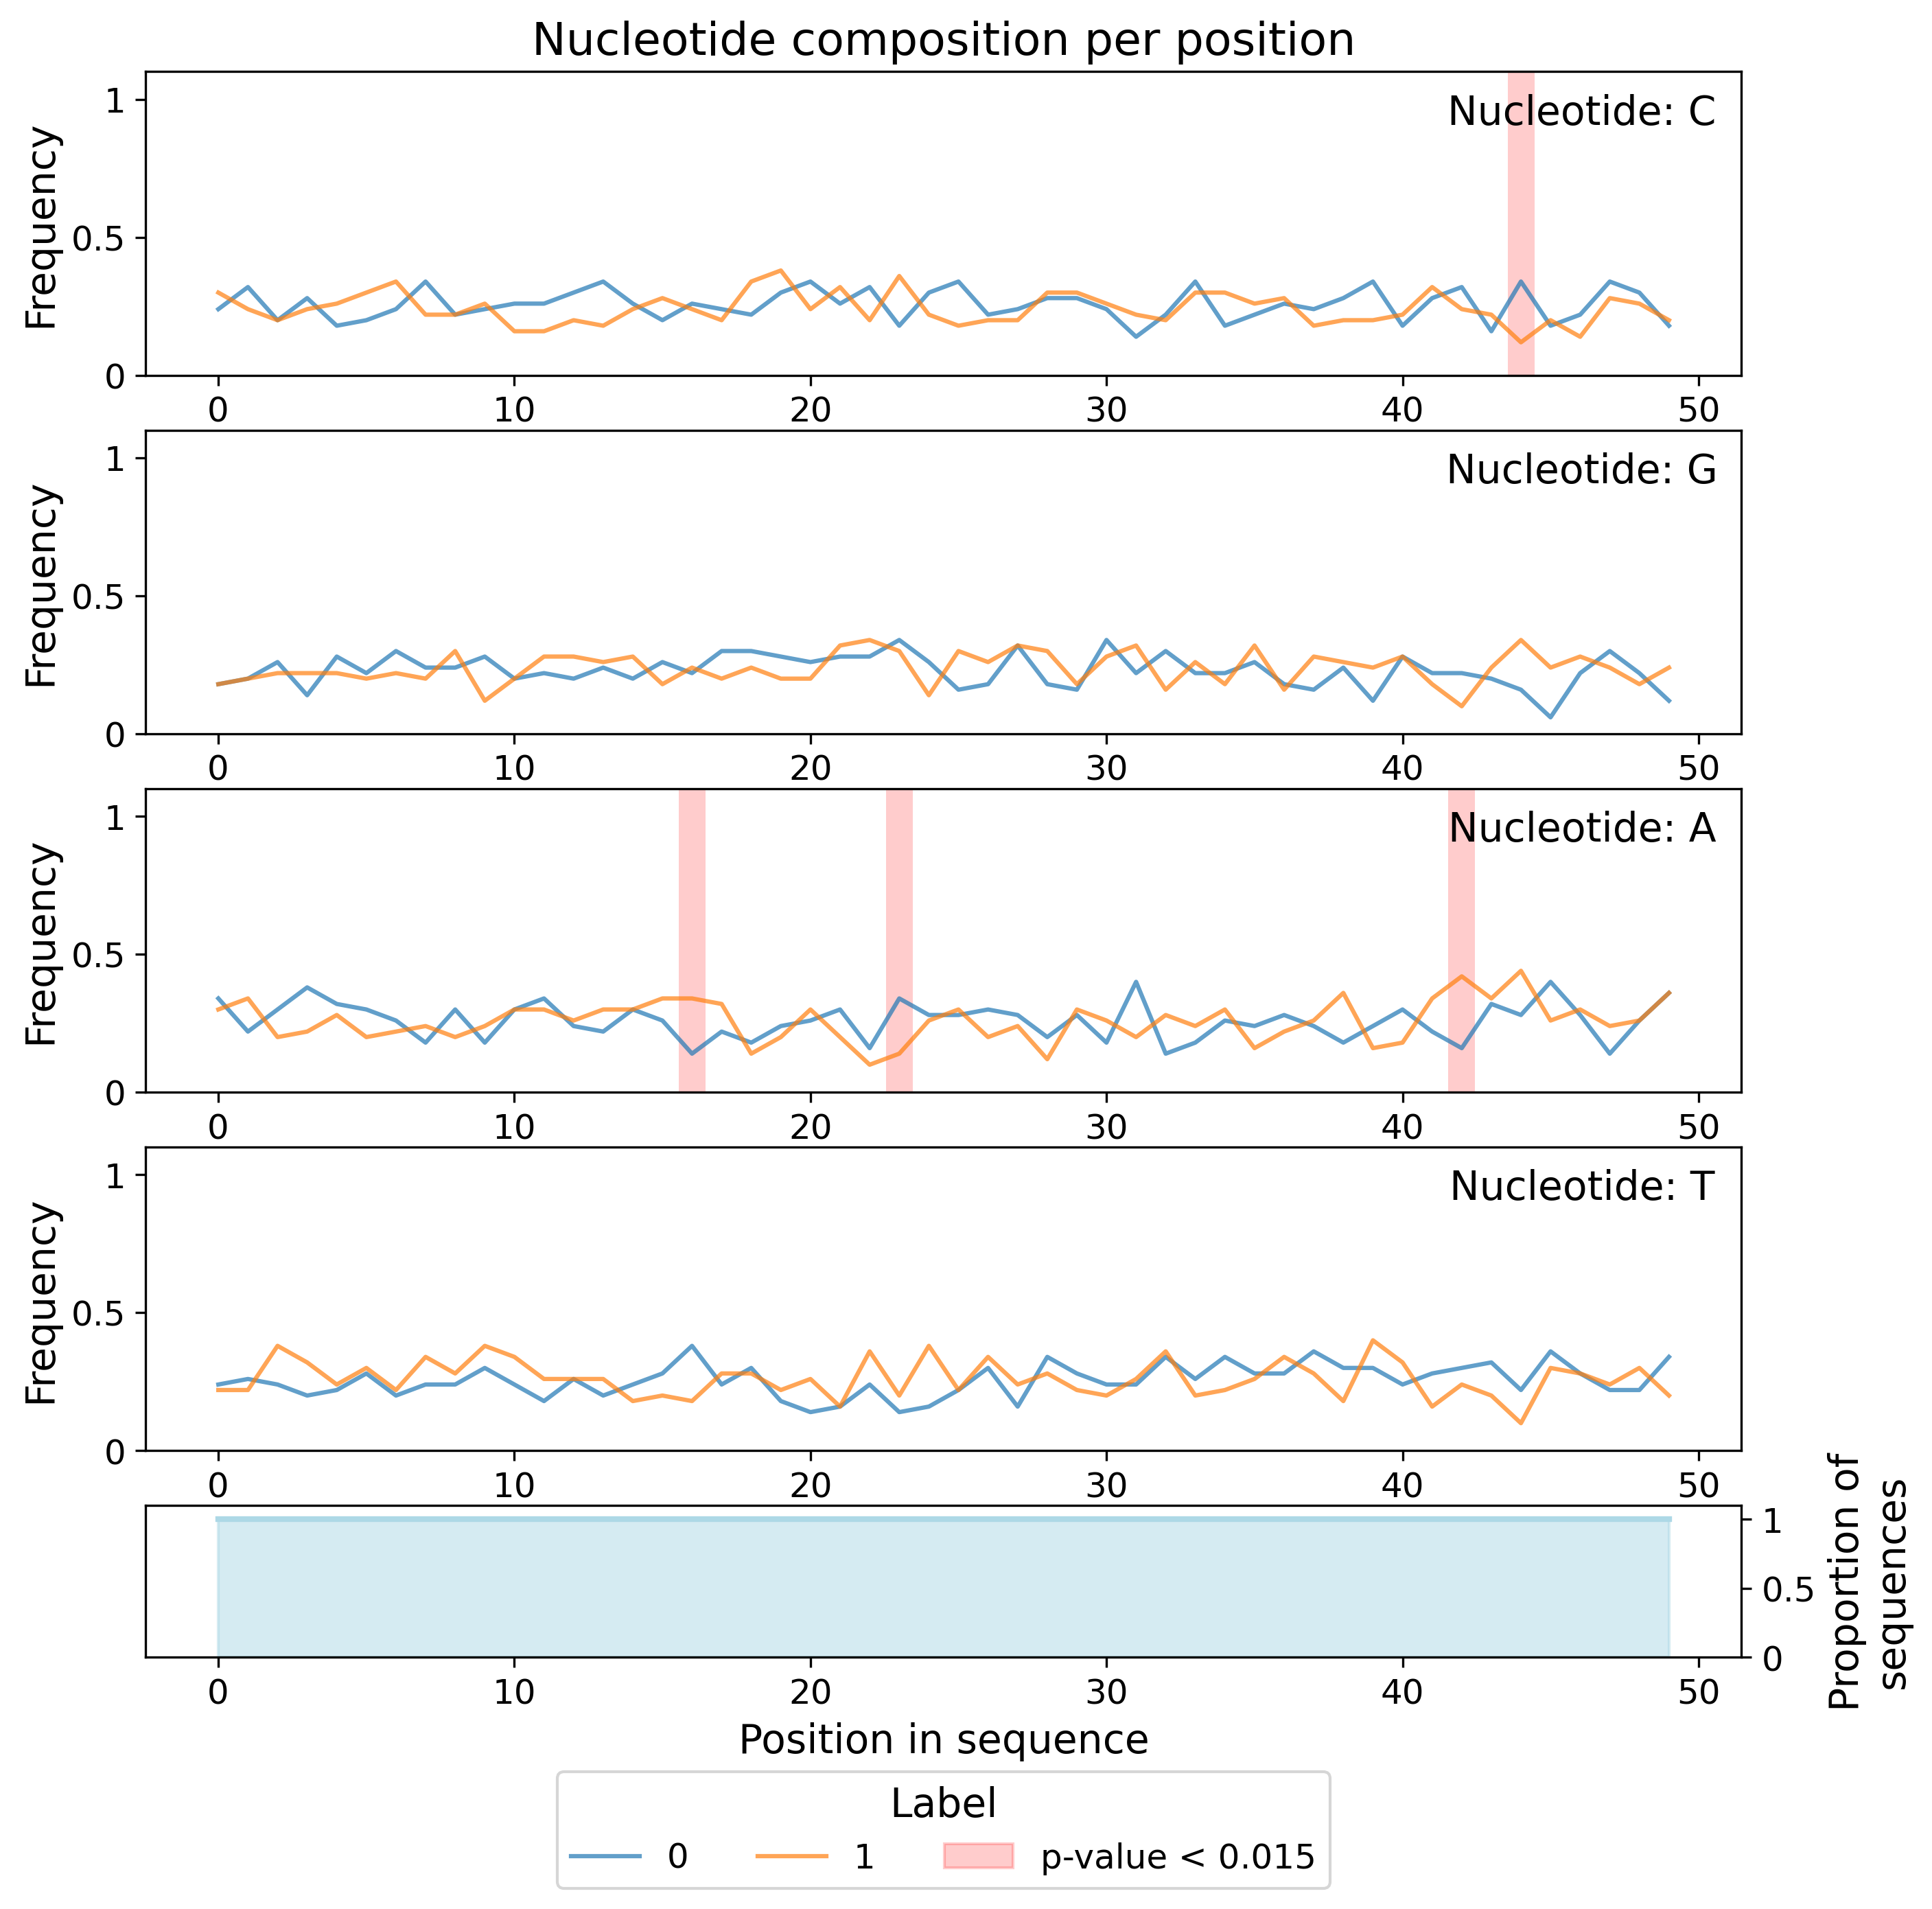 Nucleotide composition per position
Frequency
1
0.5
0
Nucleotide: C
0 10 20 30 40 50
Frequency
1
0.5
0
Nucleotide: G
0 10 20 30 40 50
Frequency
1
0.5
0
Nucleotide: A
0 10 20 30 40 50
Frequency
1
0.5
0
Nucleotide: T
0 10 20 30 40 50
1
0.5
0
Proportion of
sequences
0 10 20 30 40 50
Position in sequence
Label
0 1 p-value < 0.015